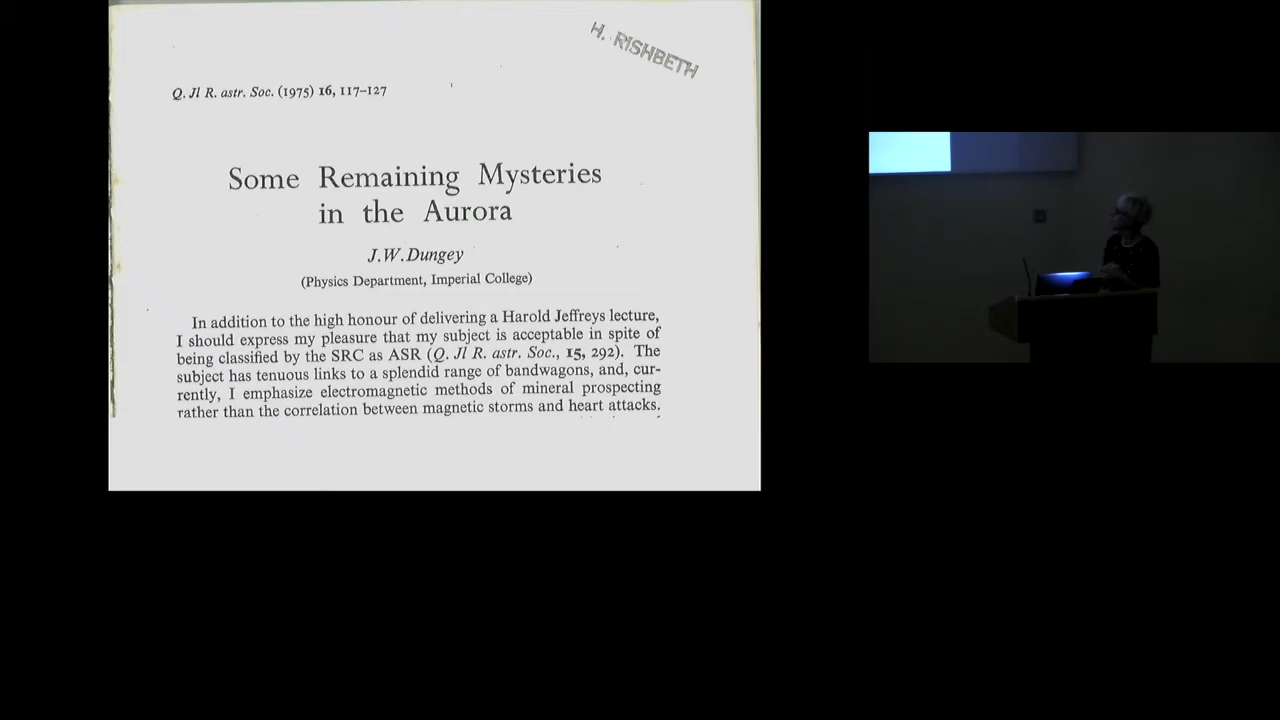 H. RISHBETH
Q. Jl R. astr. Soc. (1975) 16, 117–127
Some Remaining Mysteries
in the Aurora
J.W. Dungey
(Physics Department, Imperial College)
In addition to the high honour of delivering a Harold Jeffreys lecture,
I should express my pleasure that my subject is acceptable in spite of
being classified by the SRC as ASR (Q. Jl R. astr. Soc., 15, 292). The
subject has tenuous links to a splendid range of bandwagons, and, cur-
rently, I emphasize electromagnetic methods of mineral prospecting
rather than the correlation between magnetic storms and heart attacks.